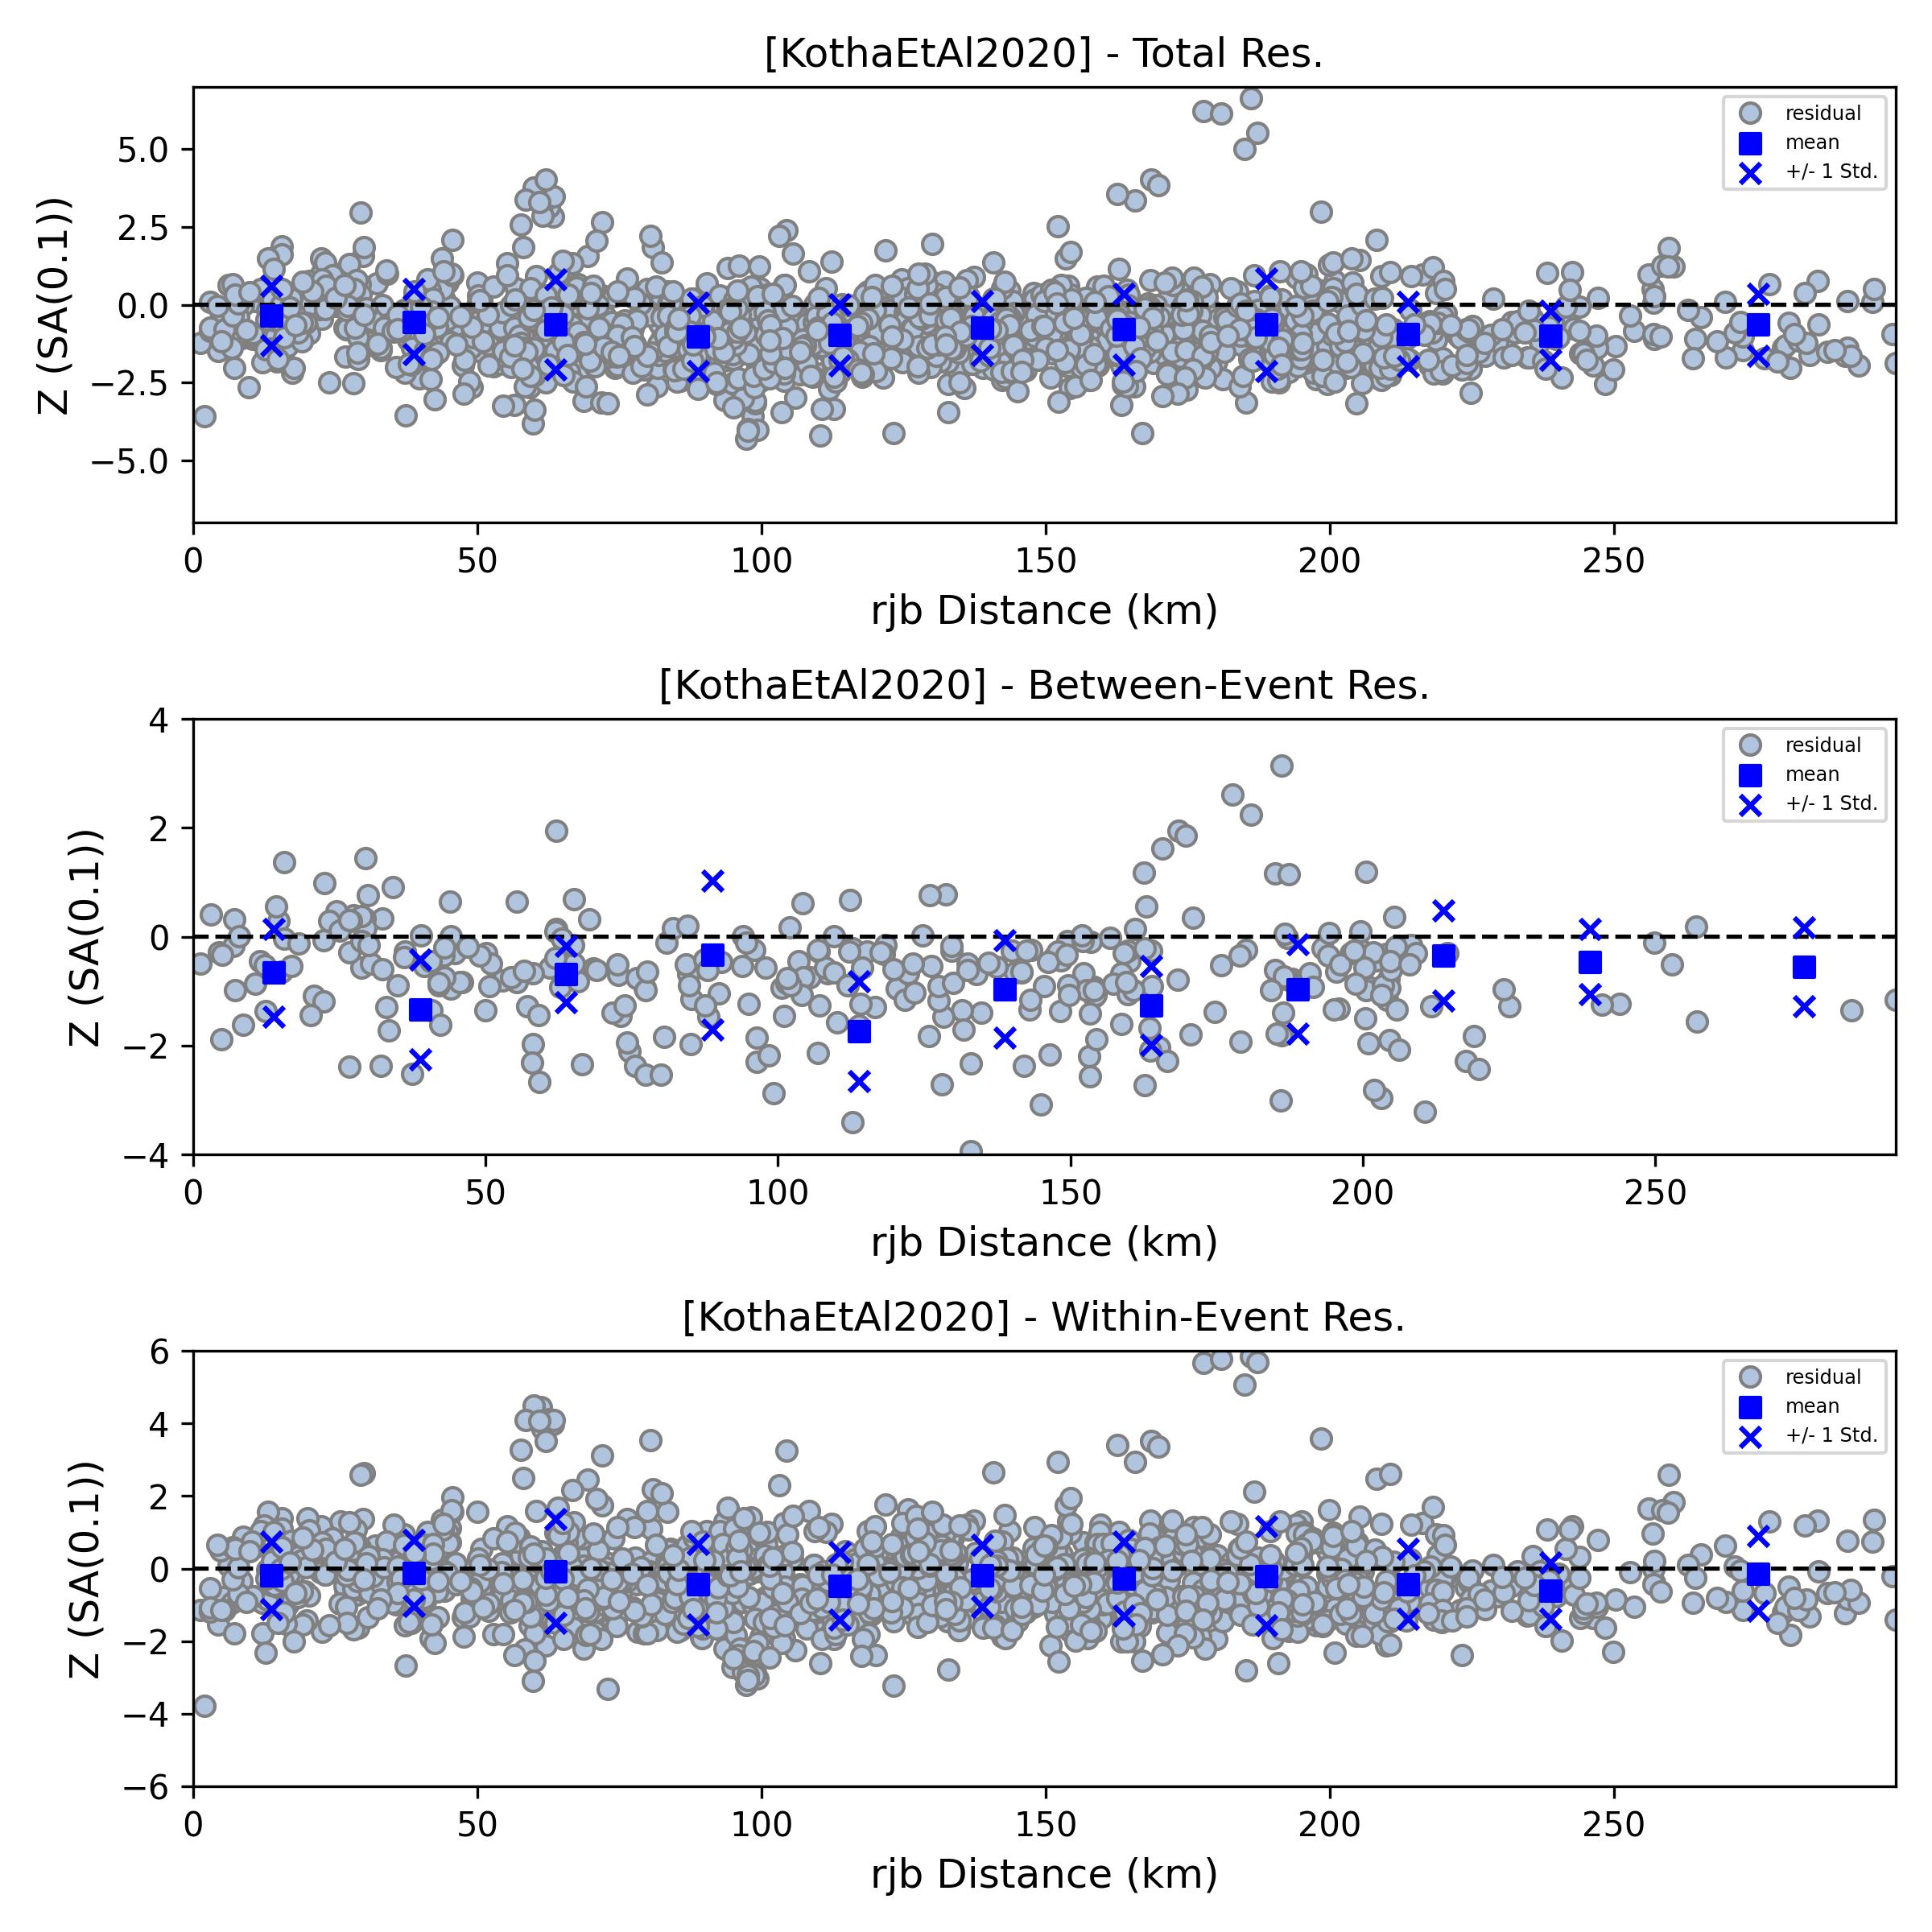 [KothaEtAl2020] - Total Res.
residual
mean
+/- 1 Std.
Z (SA(0.1))
5.0
2.5
0.0
−2.5
−5.0
0 50 100 150 200 250
rjb Distance (km)
[KothaEtAl2020] - Between-Event Res.
residual
mean
+/- 1 Std.
Z (SA(0.1))
4
2
0
−2
−4
0 50 100 150 200 250
rjb Distance (km)
[KothaEtAl2020] - Within-Event Res.
residual
mean
+/- 1 Std.
Z (SA(0.1))
6
4
2
0
−2
−4
−6
0 50 100 150 200 250
rjb Distance (km)